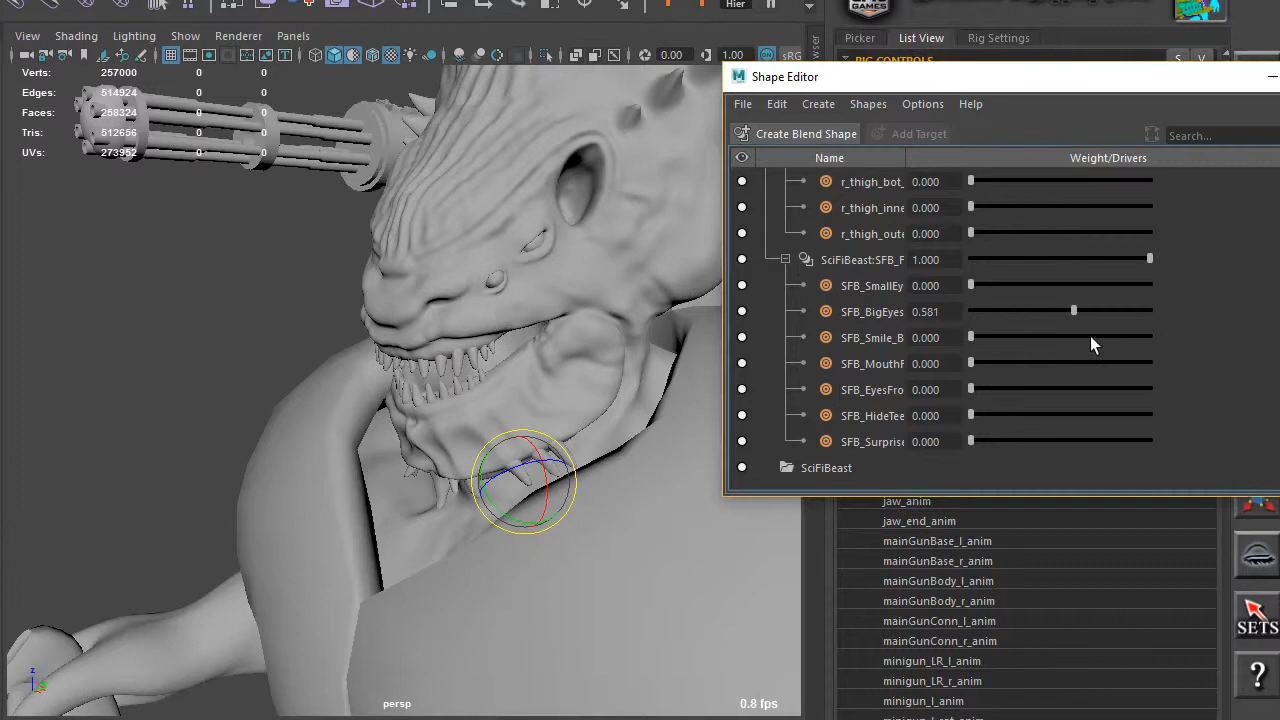 Hier
View Shading Lighting Show Renderer Panels
0.00 1.00 sRG
Verts: 257000 0 0
Edges: 514924 0 0
Faces: 258324 0 0
Tris: 512656 0 0
UVs: 273952 0 0
persp
0.8 fps
GAMES
Picker List View Rig Settings
RIG CONTROLS
S V
Shape Editor
File Edit Create Shapes Options Help
Create Blend Shape Add Target Search...
Name Weight/Drivers
r_thigh_bot_ 0.000
r_thigh_inne 0.000
r_thigh_oute 0.000
SciFiBeast:SFB_F 1.000
SFB_SmallEy 0.000
SFB_BigEyes 0.581
SFB_Smile_B 0.000
SFB_MouthF 0.000
SFB_EyesFro 0.000
SFB_HideTee 0.000
SFB_Surprise 0.000
SciFiBeast
jaw_anim
jaw_end_anim
mainGunBase_l_anim
mainGunBase_r_anim
mainGunBody_l_anim
mainGunBody_r_anim
mainGunConn_l_anim
mainGunConn_r_anim
minigun_LR_l_anim
minigun_LR_r_anim
minigun_l_anim
SETS
?
z